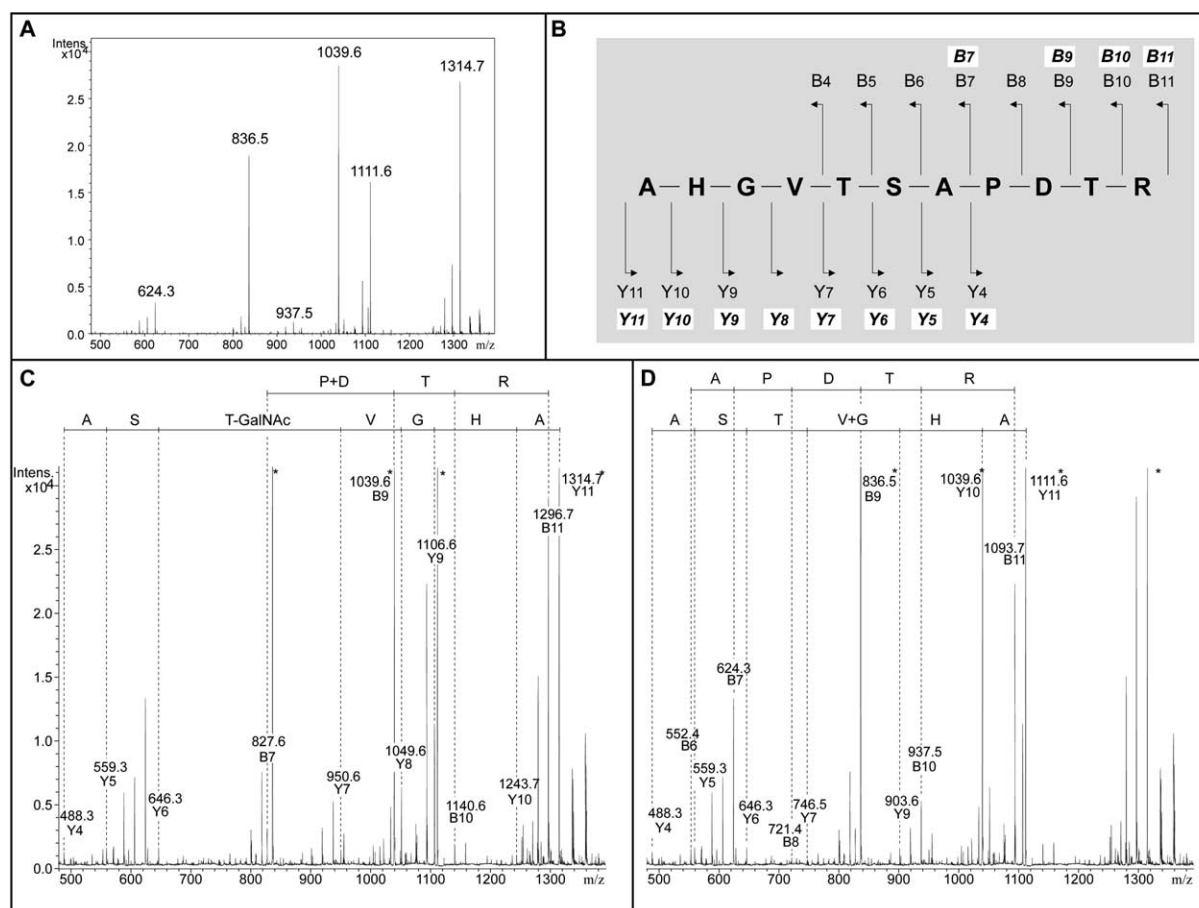 A
Intens.
x10⁴
2.5
2.0
1.5
1.0
0.5
0.0
624.3
836.5
937.5
1039.6
1111.6
1314.7
500 600 700 800 900 1000 1100 1200 1300 m/z
B
B7 B9 B10 B11
B4 B5 B6 B7 B8 B9 B10 B11
A H G V T S A P D T R
Y11 Y10 Y9 Y7 Y6 Y5 Y4
Y11 Y10 Y9 Y8 Y7 Y6 Y5 Y4
C
P+D T R
A S T-GalNAc V G H A
Intens.
x10⁴
2.5
2.0
1.5
1.0
0.5
0.0
488.3
Y4
559.3
Y5
646.3
Y6
827.6
B7
*
950.6
Y7
1039.6
B9
*
1049.6
Y8
1106.6
Y9
*
1140.6
B10
1243.7
Y10
1296.7
B11
1314.7
Y11
*
500 600 700 800 900 1000 1100 1200 1300 m/z
D
A P D T R
A S T V+G H A
488.3
Y4
552.4
B6
559.3
Y5
624.3
B7
646.3
Y6
721.4
B8
746.5
Y7
836.5
B9
*
903.6
Y9
937.5
B10
1039.6
Y10
*
1093.7
B11
1111.6
Y11
*
*
500 600 700 800 900 1000 1100 1200 1300 m/z